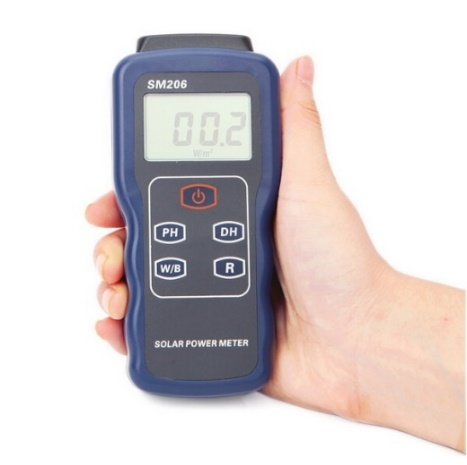 SM206
00.2
W/m²
PH DH
W/B R
SOLAR POWER METER